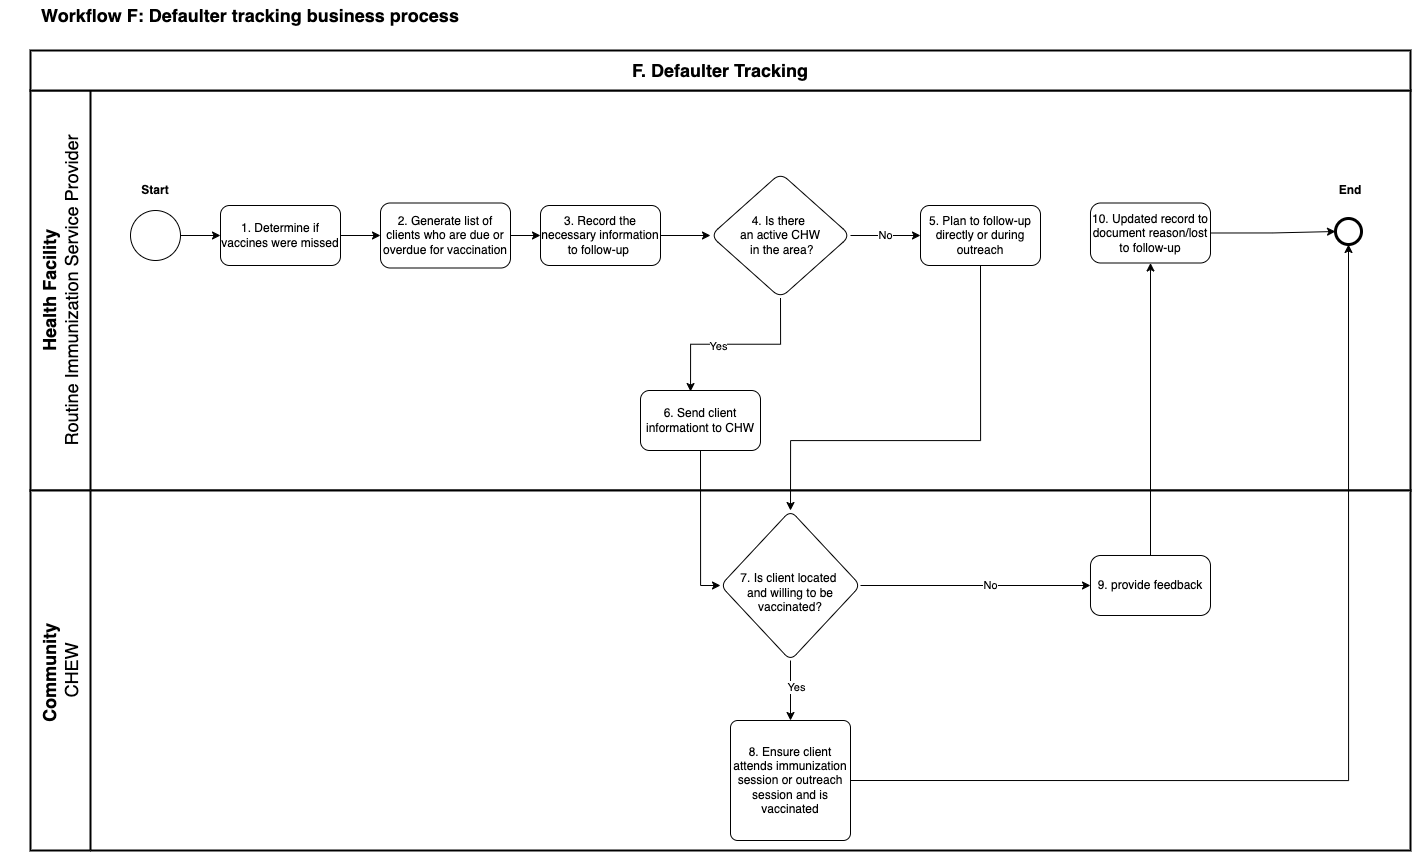 Workflow F: Defaulter tracking business process
F. Defaulter Tracking
Health Facility
Routine Immunization Service Provider
Start
1. Determine if
vaccines were missed
2. Generate list of
clients who are due or
overdue for vaccination
3. Record the
necessary information
to follow-up
4. Is there
an active CHW
in the area?
No
5. Plan to follow-up
directly or during
outreach
10. Updated record to
document reason/lost
to follow-up
End
Yes
6. Send client
informationt to CHW
Community
CHEW
7. Is client located
and willing to be
vaccinated?
No
9. provide feedback
Yes
8. Ensure client
attends immunization
session or outreach
session and is
vaccinated